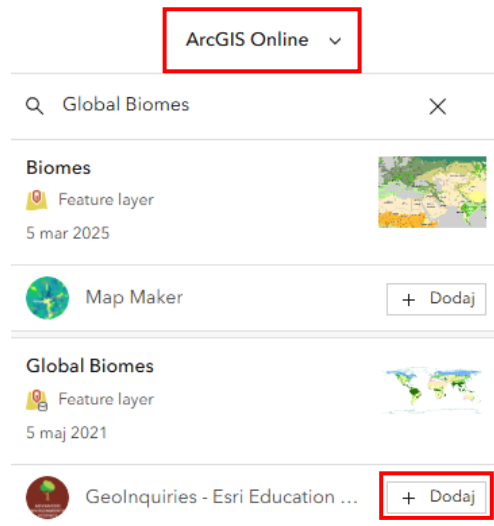 ArcGIS Online
Global Biomes
Biomes
Feature layer
5 mar 2025
Map Maker
+ Dodaj
Global Biomes
Feature layer
5 maj 2021
GeoInquiries - Esri Education ...
+ Dodaj